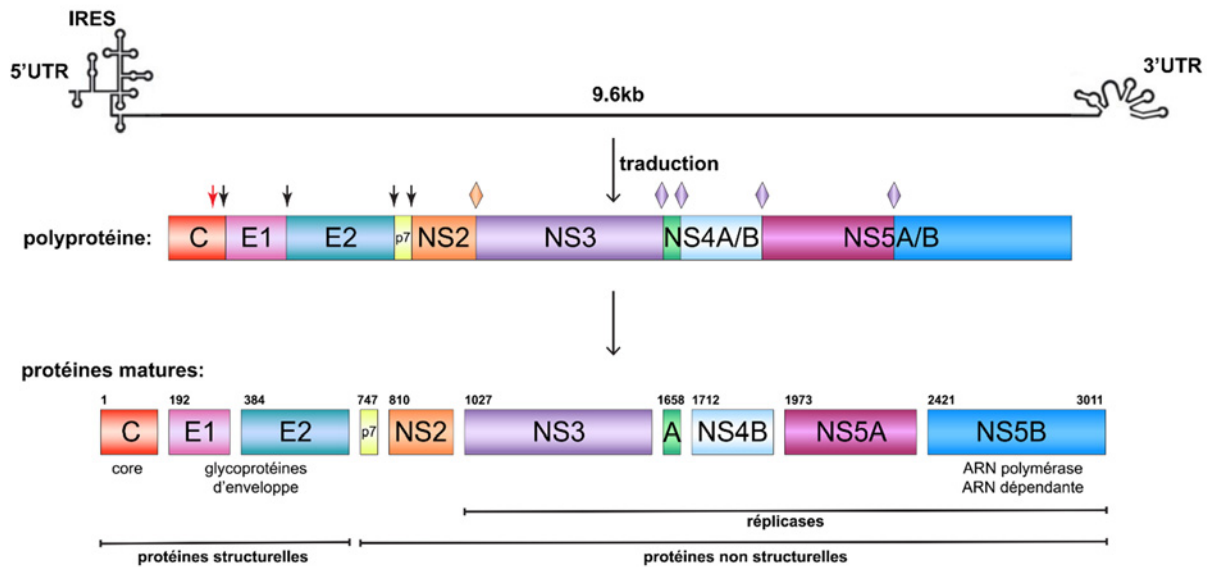 IRES
5'UTR
3'UTR
9.6kb
traduction
polyprotéine:
C E1 E2 p7 NS2 NS3 NS4A/B NS5A/B
protéines matures:
1 192 384 747 810 1027 1658 1712 1973 2421 3011
C E1 E2 p7 NS2 NS3 A NS4B NS5A NS5B
core
glycoprotéines
d'enveloppe
ARN polymérase
ARN dépendante
réplicases
protéines structurelles
protéines non structurelles